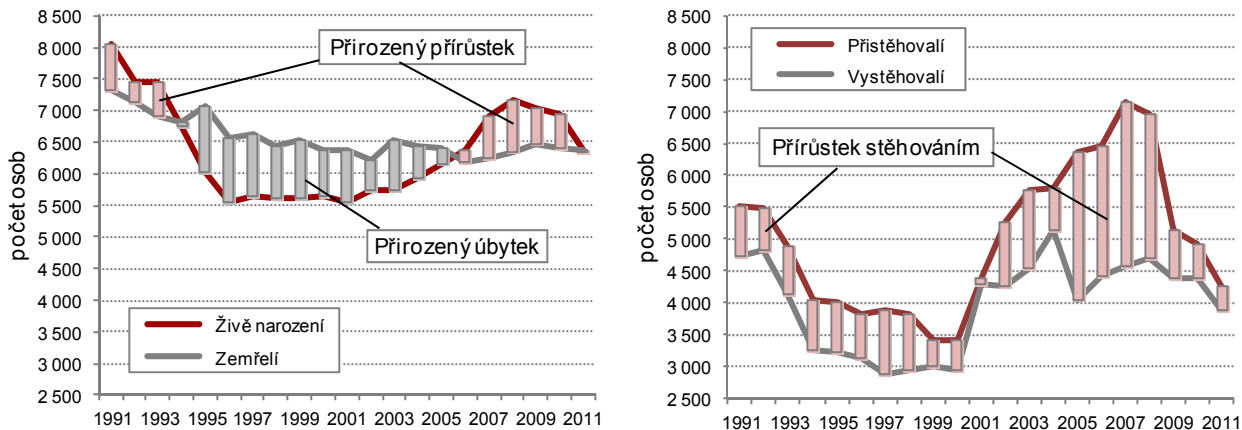 počet osob
8 500
8 000
7 500
7 000
6 500
6 000
5 500
5 000
4 500
4 000
3 500
3 000
2 500
Přirozený přírůstek
Přirozený úbytek
Živě narození
Zemřelí
1991 1993 1995 1997 1999 2001 2003 2005 2007 2009 2011
počet osob
8 500
8 000
7 500
7 000
6 500
6 000
5 500
5 000
4 500
4 000
3 500
3 000
2 500
Přistěhovalí
Vystěhovalí
Přírůstek stěhováním
1991 1993 1995 1997 1999 2001 2003 2005 2007 2009 2011